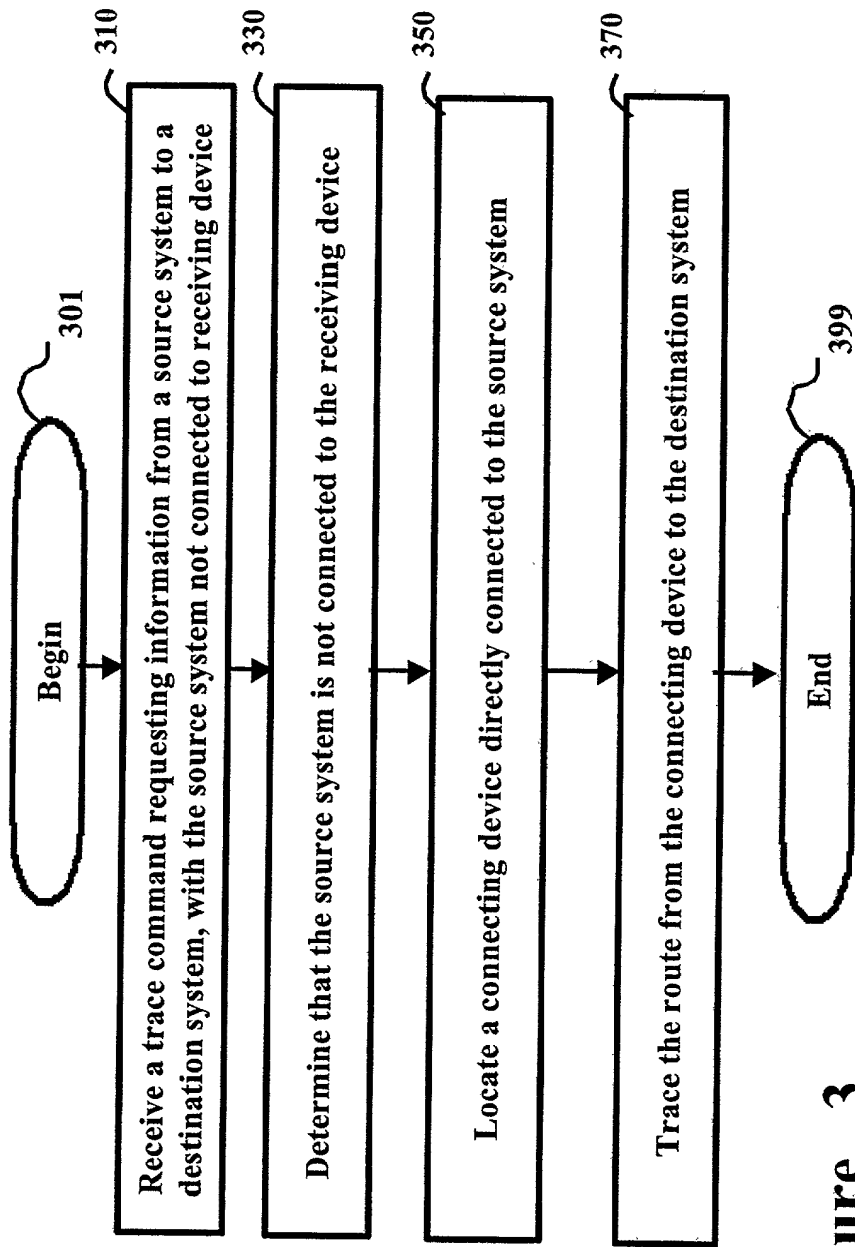 Begin
301
310
Receive a trace command requesting information from a source system to a
destination system, with the source system not connected to receiving device
330
Determine that the source system is not connected to the receiving device
350
Locate a connecting device directly connected to the source system
370
Trace the route from the connecting device to the destination system
End
399
ure 3